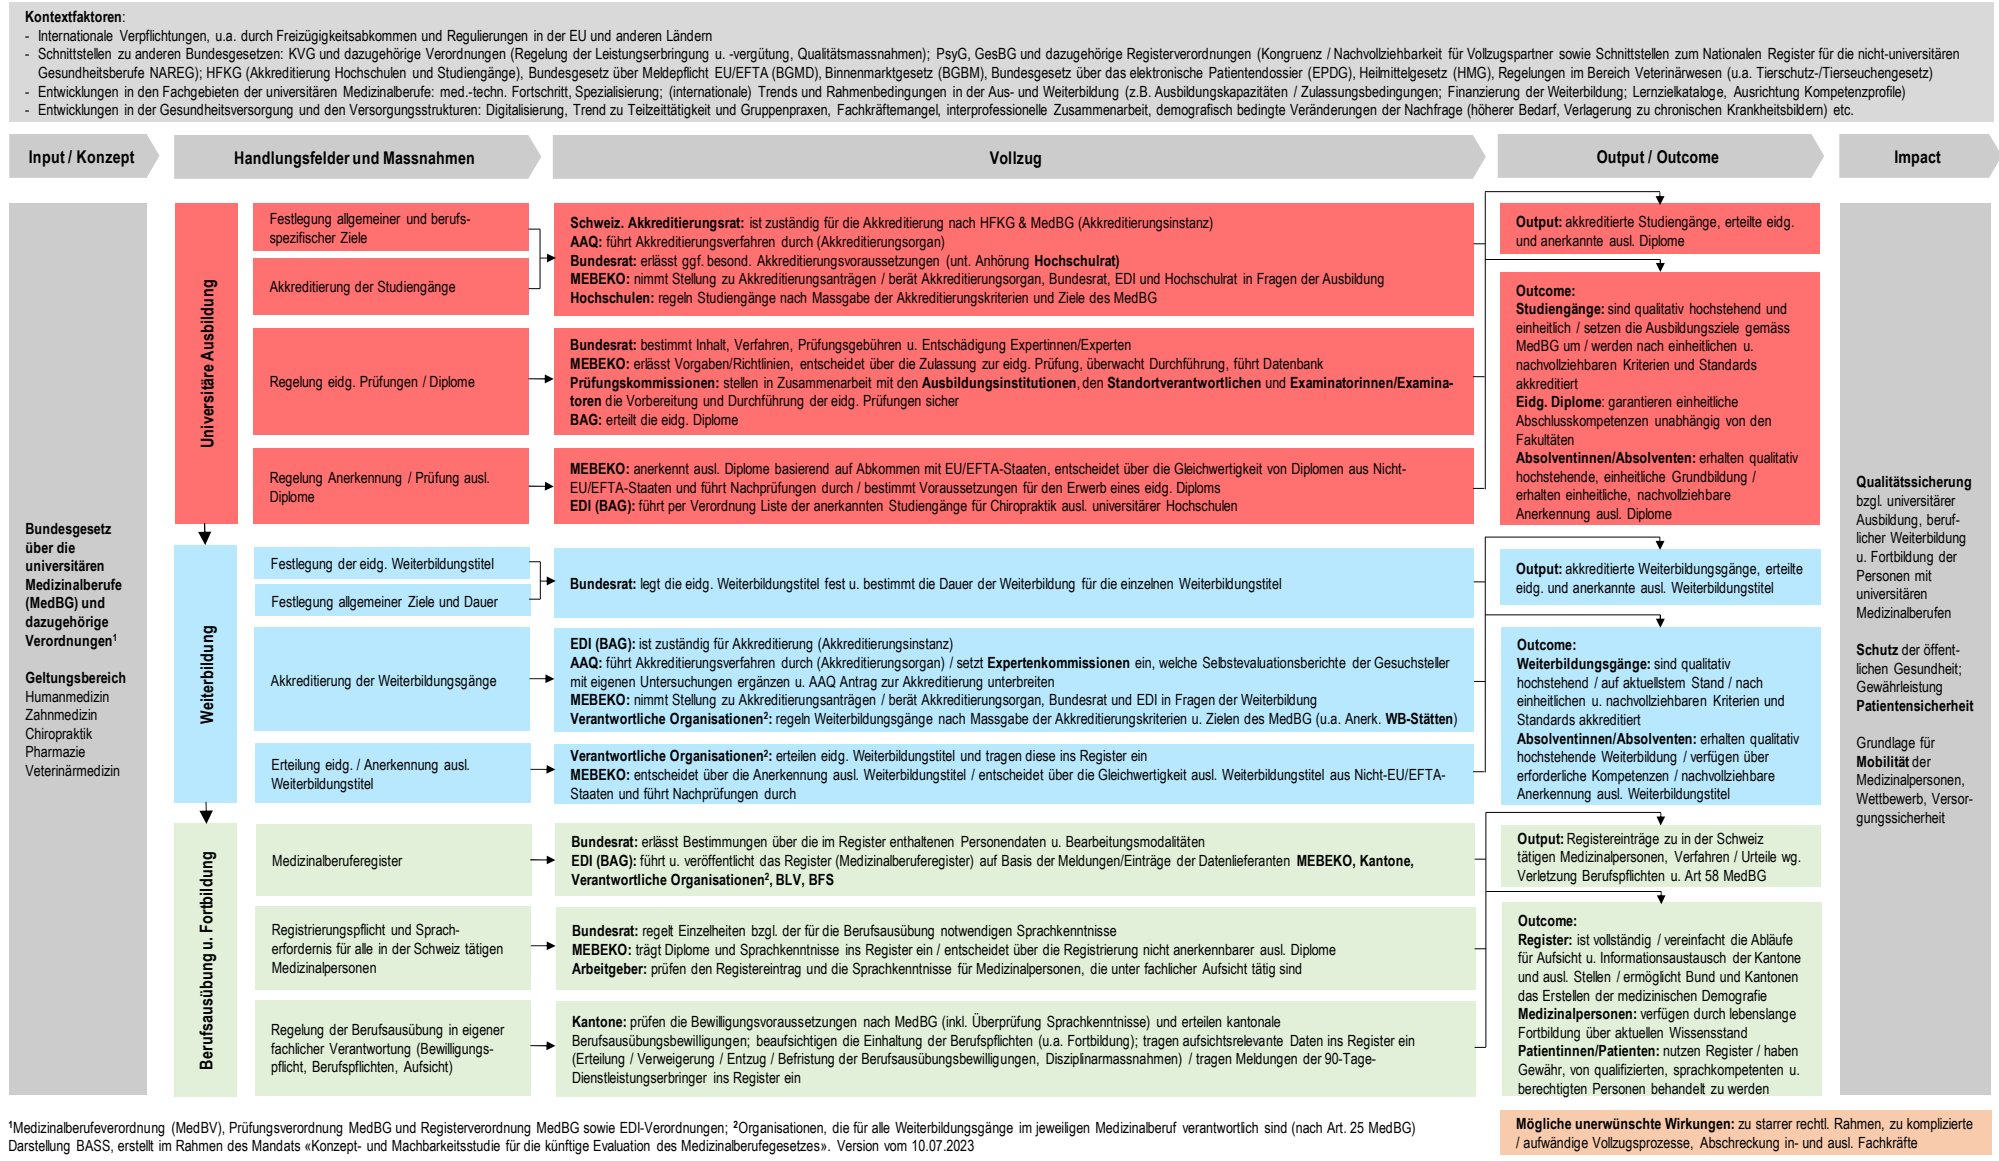 Kontextfaktoren:
- Internationale Verpflichtungen, u.a. durch Freizügigkeitsabkommen und Regulierungen in der EU und anderen Ländern
- Schnittstellen zu anderen Bundesgesetzen: KVG und dazugehörige Verordnungen (Regelung der Leistungserbringung u. -vergütung, Qualitätsmassnahmen); PsyG, GesBG und dazugehörige Registerverordnungen (Kongruenz / Nachvollziehbarkeit für Vollzugspartner sowie Schnittstellen zum Nationalen Register für die nicht-universitären
Gesundheitsberufe NAREG); HFKG (Akkreditierung Hochschulen und Studiengänge), Bundesgesetz über Meldepflicht EU/EFTA (BGMD), Binnenmarktgesetz (BGBM), Bundesgesetz über das elektronische Patientendossier (EPDG), Heilmittelgesetz (HMG), Regelungen im Bereich Veterinärwesen (u.a. Tierschutz-/Tierseuchengesetz)
- Entwicklungen in den Fachgebieten der universitären Medizinalberufe: med.-techn. Fortschritt, Spezialisierung; (internationale) Trends und Rahmenbedingungen in der Aus- und Weiterbildung (z.B. Ausbildungskapazitäten / Zulassungsbedingungen; Finanzierung der Weiterbildung; Lernzielkataloge, Ausrichtung Kompetenzprofile)
- Entwicklungen in der Gesundheitsversorgung und den Versorgungsstrukturen: Digitalisierung, Trend zu Teilzeittätigkeit und Gruppenpraxen, Fachkräftemangel, interprofessionelle Zusammenarbeit, demografisch bedingte Veränderungen der Nachfrage (höherer Bedarf, Verlagerung zu chronischen Krankheitsbildern) etc.
Input / Konzept
Handlungsfelder und Massnahmen
Vollzug
Output / Outcome
Impact
Bundesgesetz
über die
universitären
Medizinalberufe
(MedBG) und
dazugehörige
Verordnungen¹
Geltungsbereich
Humanmedizin
Zahnmedizin
Chiropraktik
Pharmazie
Veterinärmedizin
Universitäre Ausbildung
Festlegung allgemeiner und berufs-
spezifischer Ziele
Akkreditierung der Studiengänge
Schweiz. Akkreditierungsrat: ist zuständig für die Akkreditierung nach HFKG & MedBG (Akkreditierungsinstanz)
AAQ: führt Akkreditierungsverfahren durch (Akkreditierungsorgan)
Bundesrat: erlässt ggf. besond. Akkreditierungsvoraussetzungen (unt. Anhörung Hochschulrat)
MEBEKO: nimmt Stellung zu Akkreditierungsanträgen / berät Akkreditierungsorgan, Bundesrat, EDI und Hochschulrat in Fragen der Ausbildung
Hochschulen: regeln Studiengänge nach Massgabe der Akkreditierungskriterien und Ziele des MedBG
Regelung eidg. Prüfungen / Diplome
Bundesrat: bestimmt Inhalt, Verfahren, Prüfungsgebühren u. Entschädigung Expertinnen/Experten
MEBEKO: erlässt Vorgaben/Richtlinien, entscheidet über die Zulassung zur eidg. Prüfung, überwacht Durchführung, führt Datenbank
Prüfungskommissionen: stellen in Zusammenarbeit mit den Ausbildungsinstitutionen, den Standortverantwortlichen und Examinatorinnen/Examina-
toren die Vorbereitung und Durchführung der eidg. Prüfungen sicher
BAG: erteilt die eidg. Diplome
Regelung Anerkennung / Prüfung ausl.
Diplome
MEBEKO: anerkennt ausl. Diplome basierend auf Abkommen mit EU/EFTA-Staaten, entscheidet über die Gleichwertigkeit von Diplomen aus Nicht-
EU/EFTA-Staaten und führt Nachprüfungen durch / bestimmt Voraussetzungen für den Erwerb eines eidg. Diploms
EDI (BAG): führt per Verordnung Liste der anerkannten Studiengänge für Chiropraktik ausl. universitärer Hochschulen
Output: akkreditierte Studiengänge, erteilte eidg.
und anerkannte ausl. Diplome
Outcome:
Studiengänge: sind qualitativ hochstehend und
einheitlich / setzen die Ausbildungsziele gemäss
MedBG um / werden nach einheitlichen u.
nachvollziehbaren Kriterien und Standards
akkreditiert
Eidg. Diplome: garantieren einheitliche
Abschlusskompetenzen unabhängig von den
Fakultäten
Absolventinnen/Absolventen: erhalten qualitativ
hochstehende, einheitliche Grundbildung /
erhalten einheitliche, nachvollziehbare
Anerkennung ausl. Diplome
Weiterbildung
Festlegung der eidg. Weiterbildungstitel
Festlegung allgemeiner Ziele und Dauer
Bundesrat: legt die eidg. Weiterbildungstitel fest u. bestimmt die Dauer der Weiterbildung für die einzelnen Weiterbildungstitel
Akkreditierung der Weiterbildungsgänge
EDI (BAG): ist zuständig für Akkreditierung (Akkreditierungsinstanz)
AAQ: führt Akkreditierungsverfahren durch (Akkreditierungsorgan) / setzt Expertenkommissionen ein, welche Selbstevaluationsberichte der Gesuchsteller
mit eigenen Untersuchungen ergänzen u. AAQ Antrag zur Akkreditierung unterbreiten
MEBEKO: nimmt Stellung zu Akkreditierungsanträgen / berät Akkreditierungsorgan, Bundesrat und EDI in Fragen der Weiterbildung
Verantwortliche Organisationen²: regeln Weiterbildungsgänge nach Massgabe der Akkreditierungskriterien u. Zielen des MedBG (u.a. Anerk. WB-Stätten)
Erteilung eidg. / Anerkennung ausl.
Weiterbildungstitel
Verantwortliche Organisationen²: erteilen eidg. Weiterbildungstitel und tragen diese ins Register ein
MEBEKO: entscheidet über die Anerkennung ausl. Weiterbildungstitel / entscheidet über die Gleichwertigkeit ausl. Weiterbildungstitel aus Nicht-EU/EFTA-
Staaten und führt Nachprüfungen durch
Output: akkreditierte Weiterbildungsgänge, erteilte
eidg. und anerkannte ausl. Weiterbildungstitel
Outcome:
Weiterbildungsgänge: sind qualitativ
hochstehend / auf aktuellstem Stand / nach
einheitlichen u. nachvollziehbaren Kriterien und
Standards akkreditiert
Absolventinnen/Absolventen: erhalten qualitativ
hochstehende Weiterbildung / verfügen über
erforderliche Kompetenzen / nachvollziehbare
Anerkennung ausl. Weiterbildungstitel
Berufsausübung u. Fortbildung
Medizinalberuferegister
Bundesrat: erlässt Bestimmungen über die im Register enthaltenen Personendaten u. Bearbeitungsmodalitäten
EDI (BAG): führt u. veröffentlicht das Register (Medizinalberuferegister) auf Basis der Meldungen/Einträge der Datenlieferanten MEBEKO, Kantone,
Verantwortliche Organisationen², BLV, BFS
Registrierungspflicht und Sprach-
erfordernis für alle in der Schweiz tätigen
Medizinalpersonen
Bundesrat: regelt Einzelheiten bzgl. der für die Berufsausübung notwendigen Sprachkenntnisse
MEBEKO: trägt Diplome und Sprachkenntnisse ins Register ein / entscheidet über die Registrierung nicht anerkennbarer ausl. Diplome
Arbeitgeber: prüfen den Registereintrag und die Sprachkenntnisse für Medizinalpersonen, die unter fachlicher Aufsicht tätig sind
Regelung der Berufsausübung in eigener
fachlicher Verantwortung (Bewilligungs-
pflicht, Berufspflichten, Aufsicht)
Kantone: prüfen die Bewilligungsvoraussetzungen nach MedBG (inkl. Überprüfung Sprachkenntnisse) und erteilen kantonale
Berufsausübungsbewilligungen; beaufsichtigen die Einhaltung der Berufspflichten (u.a. Fortbildung); tragen aufsichtsrelevante Daten ins Register ein
(Erteilung / Verweigerung / Entzug / Befristung der Berufsausübungsbewilligungen, Disziplinarmassnahmen) / tragen Meldungen der 90-Tage-
Dienstleistungserbringer ins Register ein
Output: Registereinträge zu in der Schweiz
tätigen Medizinalpersonen, Verfahren / Urteile wg.
Verletzung Berufspflichten u. Art 58 MedBG
Outcome:
Register: ist vollständig / vereinfacht die Abläufe
für Aufsicht u. Informationsaustausch der Kantone
und ausl. Stellen / ermöglicht Bund und Kantonen
das Erstellen der medizinischen Demografie
Medizinalpersonen: verfügen durch lebenslange
Fortbildung über aktuellen Wissensstand
Patientinnen/Patienten: nutzen Register / haben
Gewähr, von qualifizierten, sprachkompetenten u.
berechtigten Personen behandelt zu werden
Qualitätssicherung
bzgl. universitärer
Ausbildung, beruf-
licher Weiterbildung
u. Fortbildung der
Personen mit
universitären
Medizinalberufen
Schutz der öffent-
lichen Gesundheit;
Gewährleistung
Patientensicherheit
Grundlage für
Mobilität der
Medizinalpersonen,
Wettbewerb, Versor-
gungssicherheit
¹Medizinalberufeverordnung (MedBV), Prüfungsverordnung MedBG und Registerverordnung MedBG sowie EDI-Verordnungen; ²Organisationen, die für alle Weiterbildungsgänge im jeweiligen Medizinalberuf verantwortlich sind (nach Art. 25 MedBG)
Darstellung BASS, erstellt im Rahmen des Mandats «Konzept- und Machbarkeitsstudie für die künftige Evaluation des Medizinalberufegesetzes». Version vom 10.07.2023
Mögliche unerwünschte Wirkungen: zu starrer rechtl. Rahmen, zu komplizierte
/ aufwändige Vollzugsprozesse, Abschreckung in- und ausl. Fachkräfte